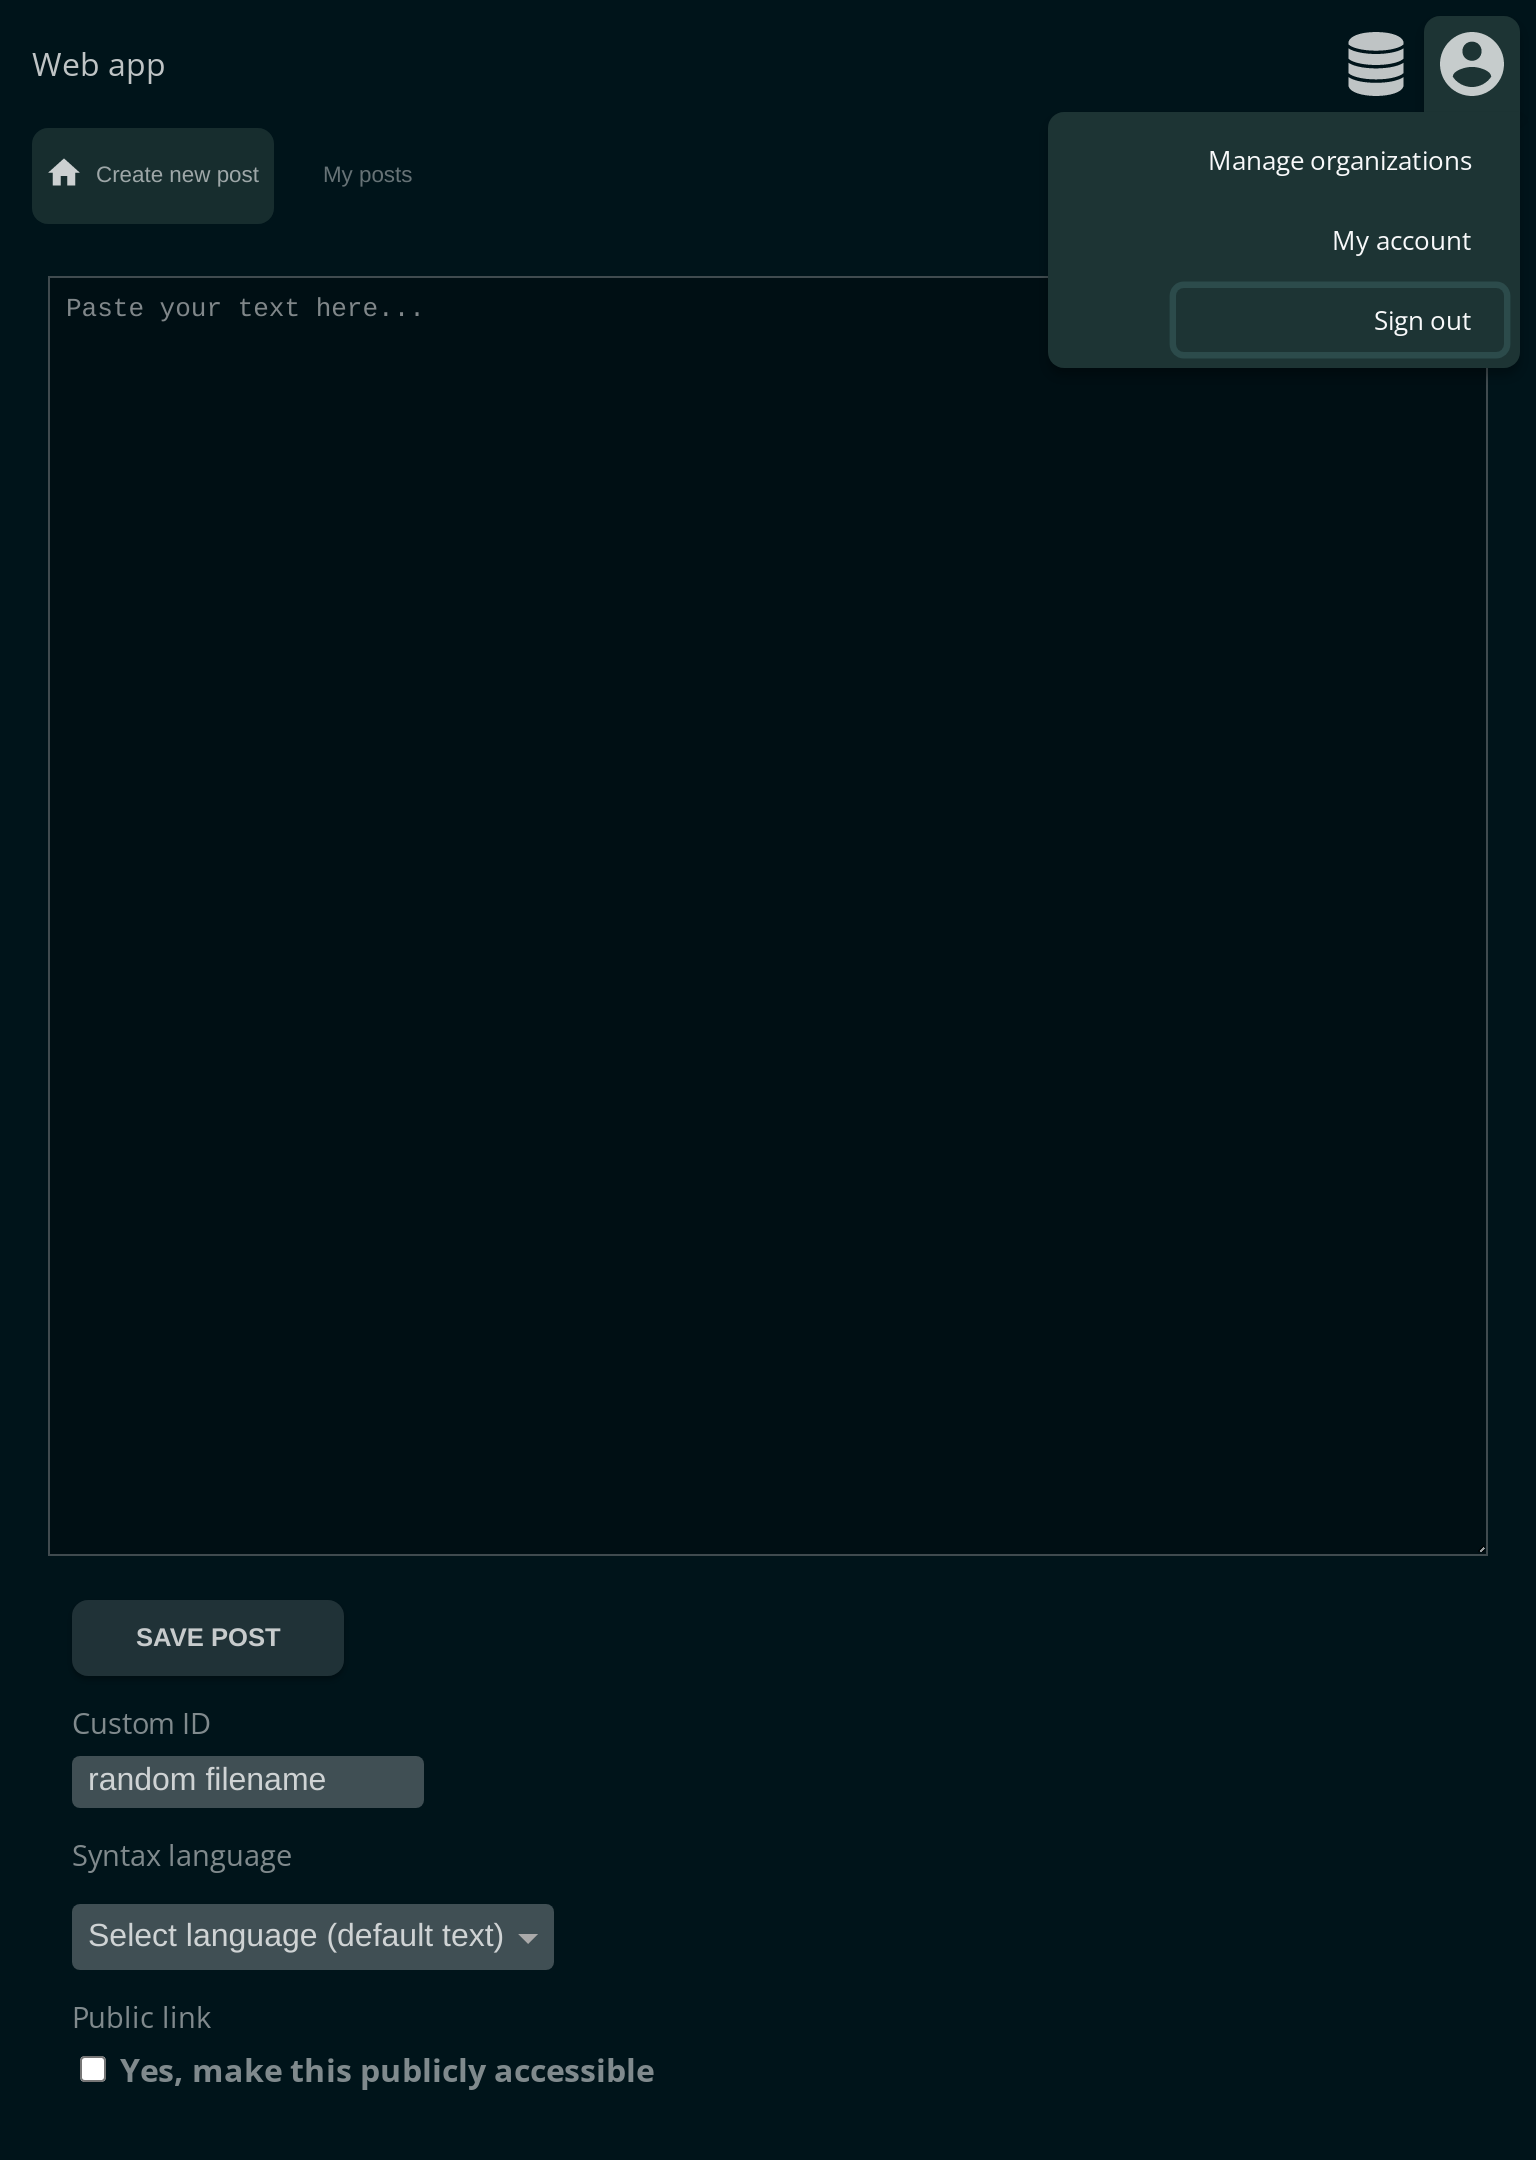 Web app
Create new post
My posts
Manage organizations
My account
Sign out
Paste your text here...
SAVE POST
Custom ID
random filename
Syntax language
Select language (default text)
Public link
Yes, make this publicly accessible